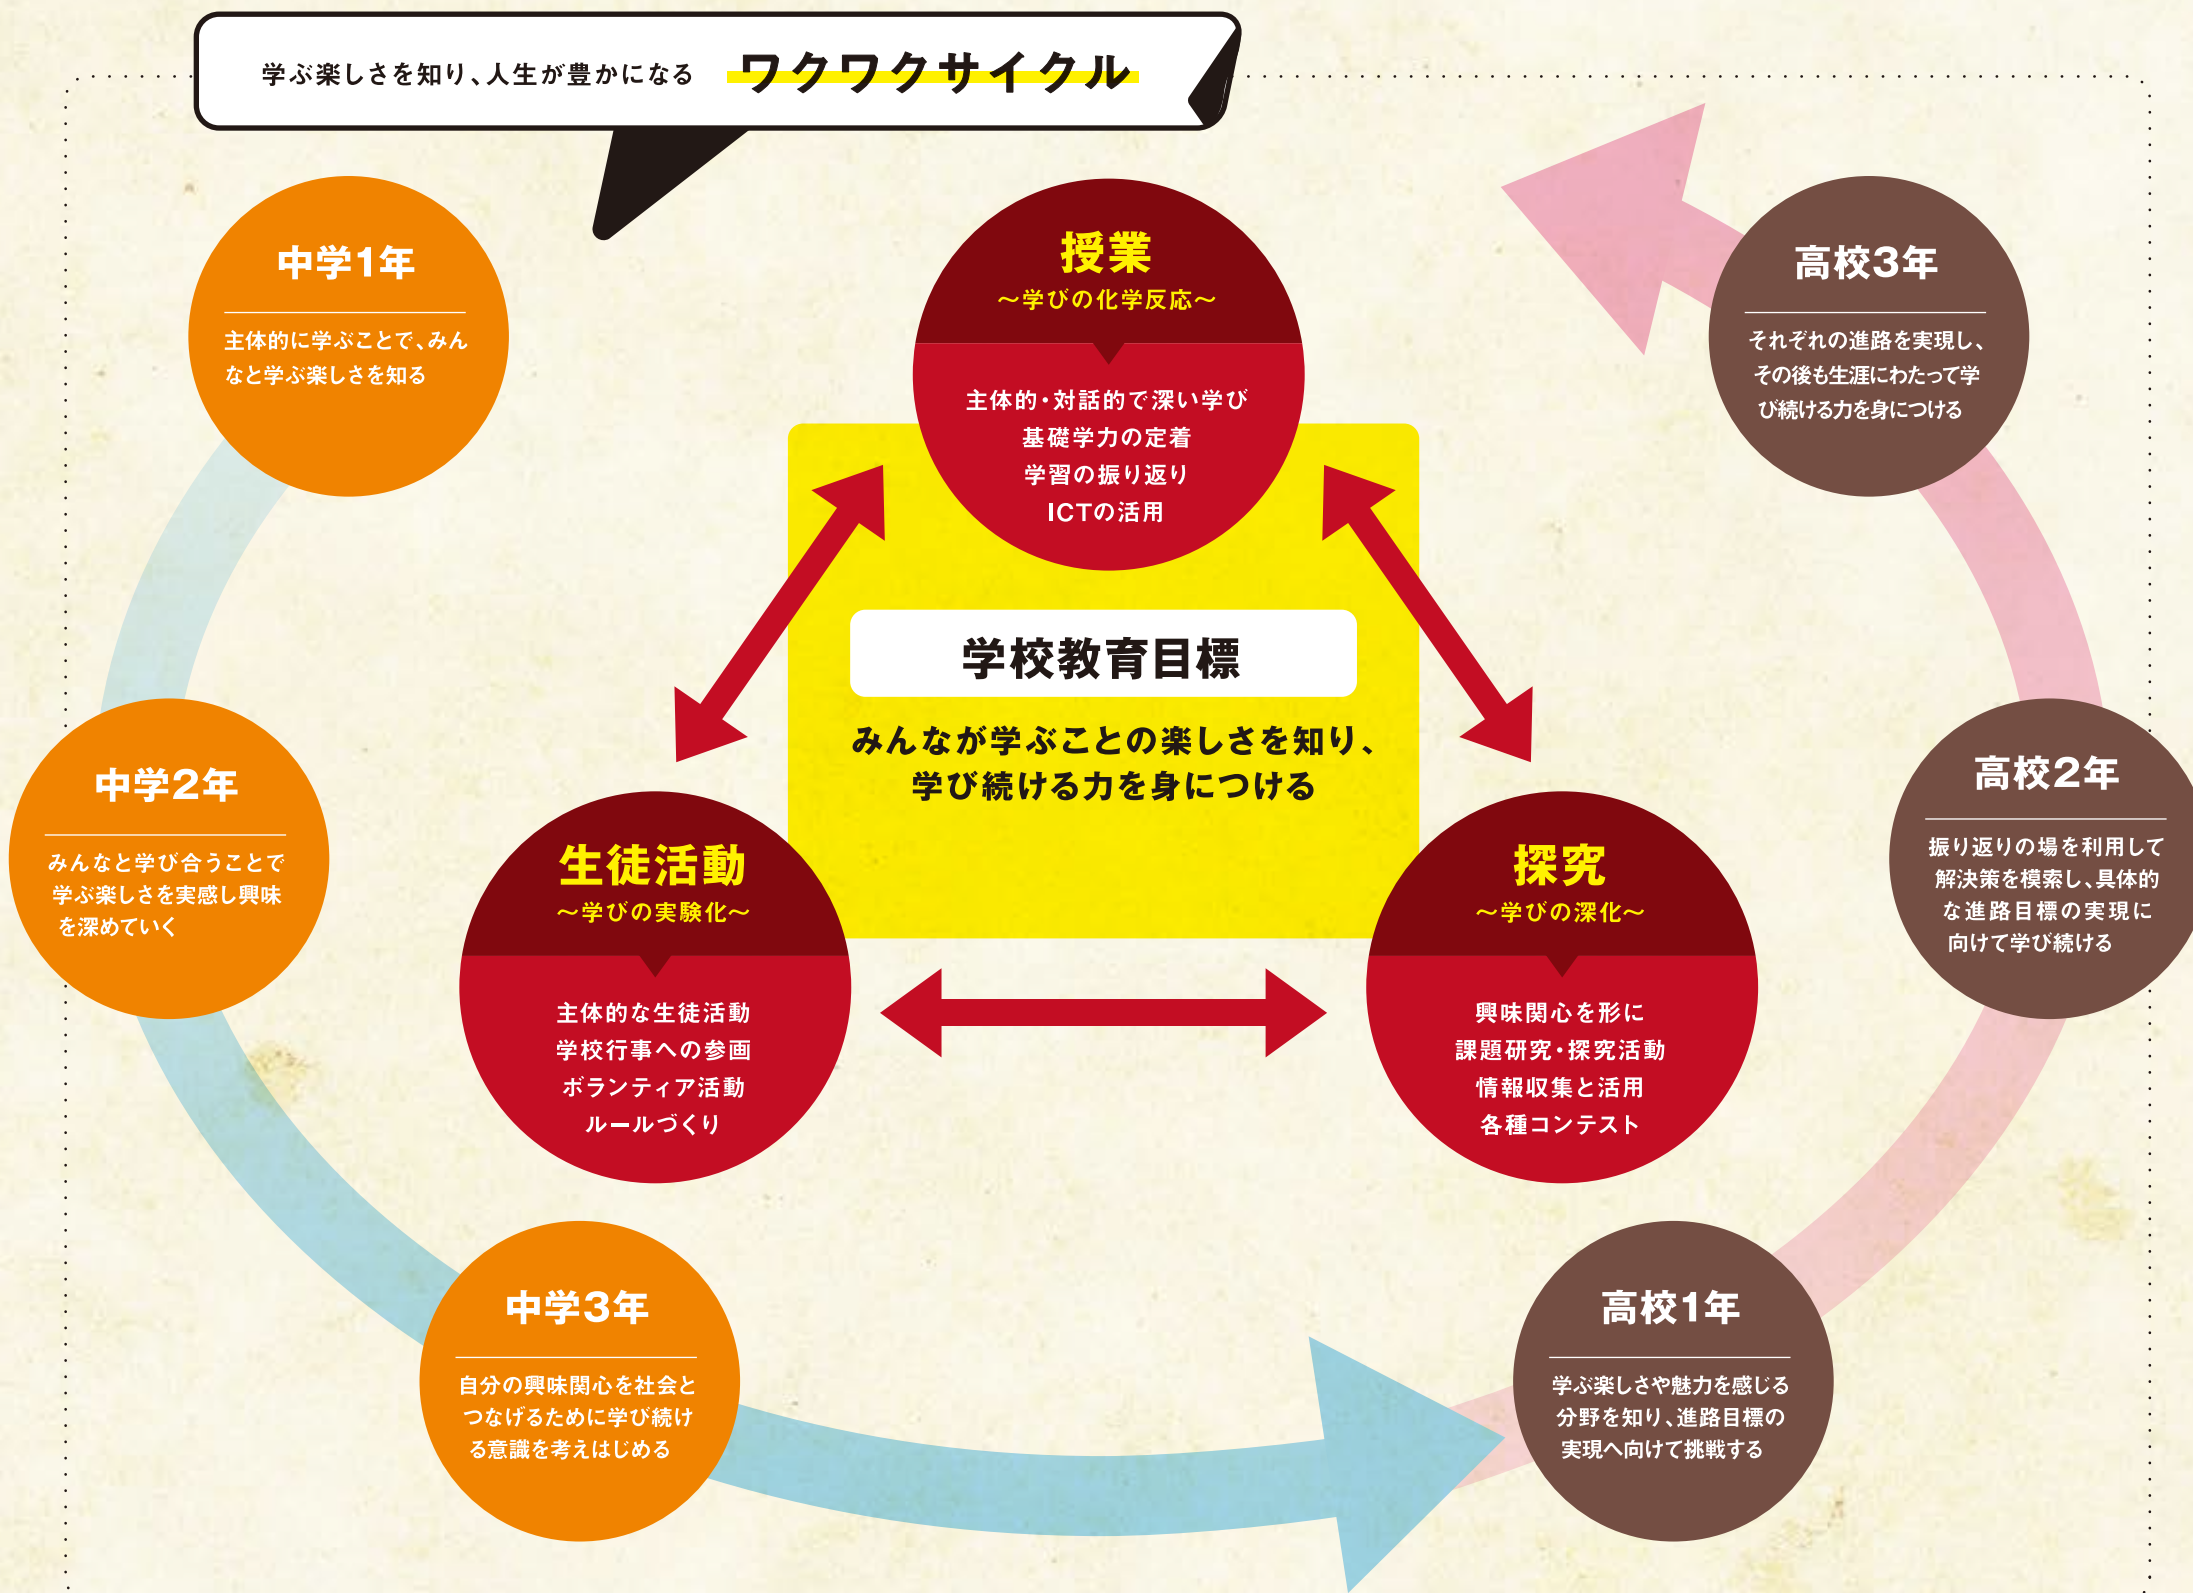 学ぶ楽しさを知り、人生が豊かになる ワクワクサイクル
中学1年
主体的に学ぶことで、みん
なと学ぶ楽しさを知る
中学2年
みんなと学び合うことで
学ぶ楽しさを実感し興味
を深めていく
中学3年
自分の興味関心を社会と
つなげるために学び続け
る意識を考えはじめる
高校1年
学ぶ楽しさや魅力を感じる
分野を知り、進路目標の
実現へ向けて挑戦する
高校2年
振り返りの場を利用して
解決策を模索し、具体的
な進路目標の実現に
向けて学び続ける
高校3年
それぞれの進路を実現し、
その後も生涯にわたって学
び続ける力を身につける
授業
〜学びの化学反応〜
主体的・対話的で深い学び
基礎学力の定着
学習の振り返り
ICTの活用
学校教育目標
みんなが学ぶことの楽しさを知り、
学び続ける力を身につける
生徒活動
〜学びの実験化〜
主体的な生徒活動
学校行事への参画
ボランティア活動
ルールづくり
探究
〜学びの深化〜
興味関心を形に
課題研究・探究活動
情報収集と活用
各種コンテスト